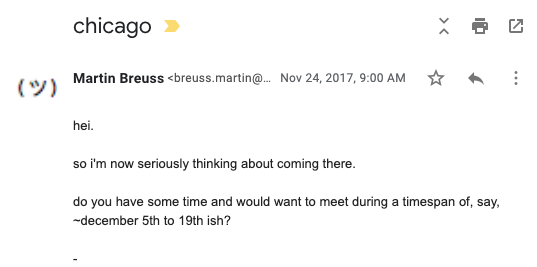 chicago
(ツ)
Martin Breuss <breuss.martin@... Nov 24, 2017, 9:00 AM
hei.
so i'm now seriously thinking about coming there.
do you have some time and would want to meet during a timespan of, say,
~december 5th to 19th ish?
-